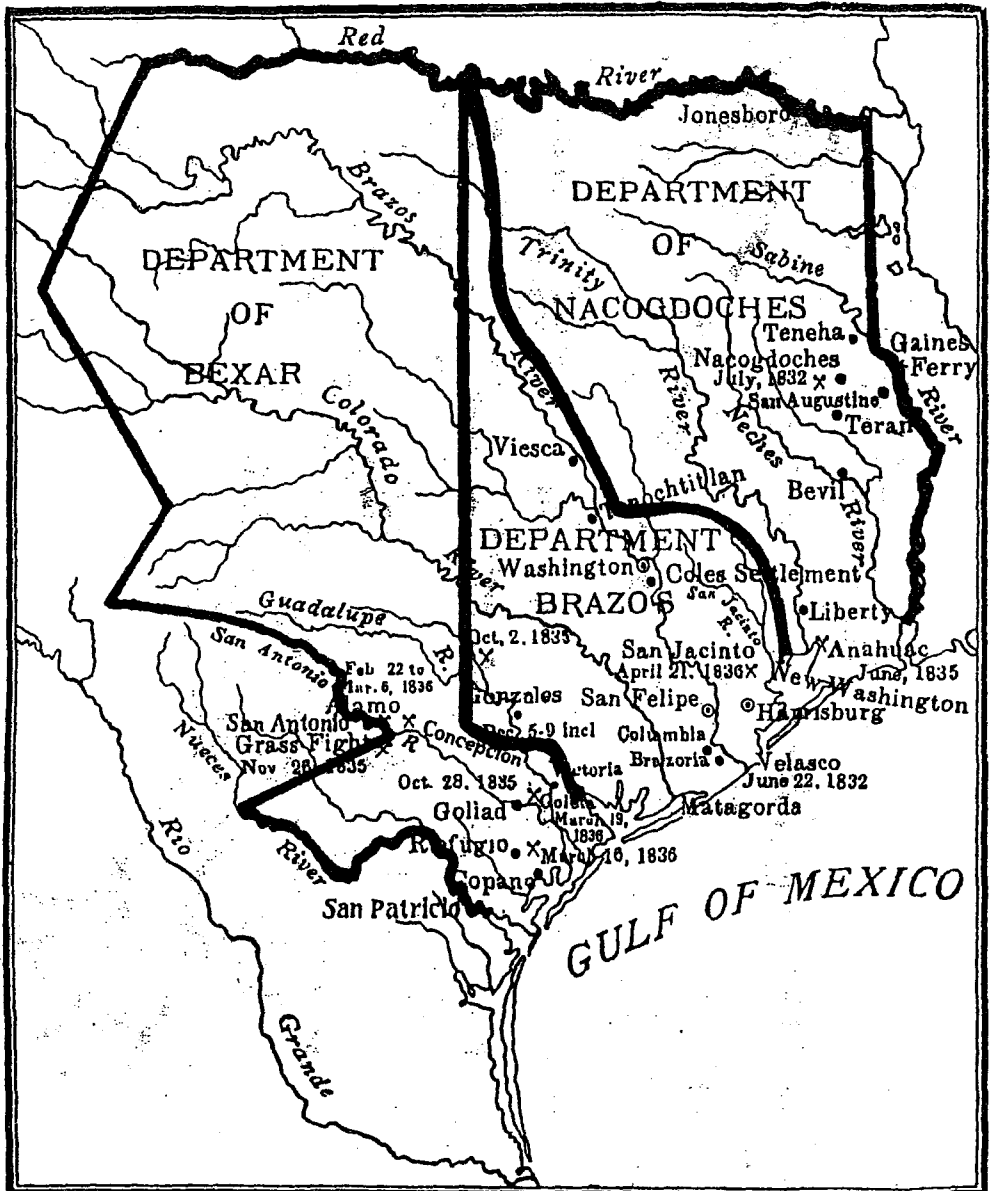 Red
River
Jonesboro
Brazos
DEPARTMENT
OF
NACOGDOCHES
DEPARTMENT
OF
BEXAR
Trinity
Sabine
Teneha
Gaines
Ferry
Nacogdoches
July, 1832
San Augustine
Teran
River
River
River
Neches
Colorado
Viesca
Bevil
River
Tenochtitlan
DEPARTMENT
BRAZOS
Washington
Coles Settlement
River
San Jacinto
R.
Liberty
Guadalupe
R.
Oct. 2. 1835
San Jacinto
April 21. 1836
Anahuac
June, 1835
New Washington
San Antonio
Feb 22 to
Mar. 6, 1836
Alamo
San Antonio
Grass Fight
Nov 26, 1835
R
Conception
Dec. 5-9 incl
Gonzales
San Felipe
Harrisburg
Columbia
Brazoria
Velasco
June 22. 1832
Matagorda
Nueces
River
Oct. 28. 1835
Victoria
Goliad
Coleta
March 19,
1836
Refugio
March 16, 1836
Copano
San Patricio
Rio
Grande
GULF OF MEXICO